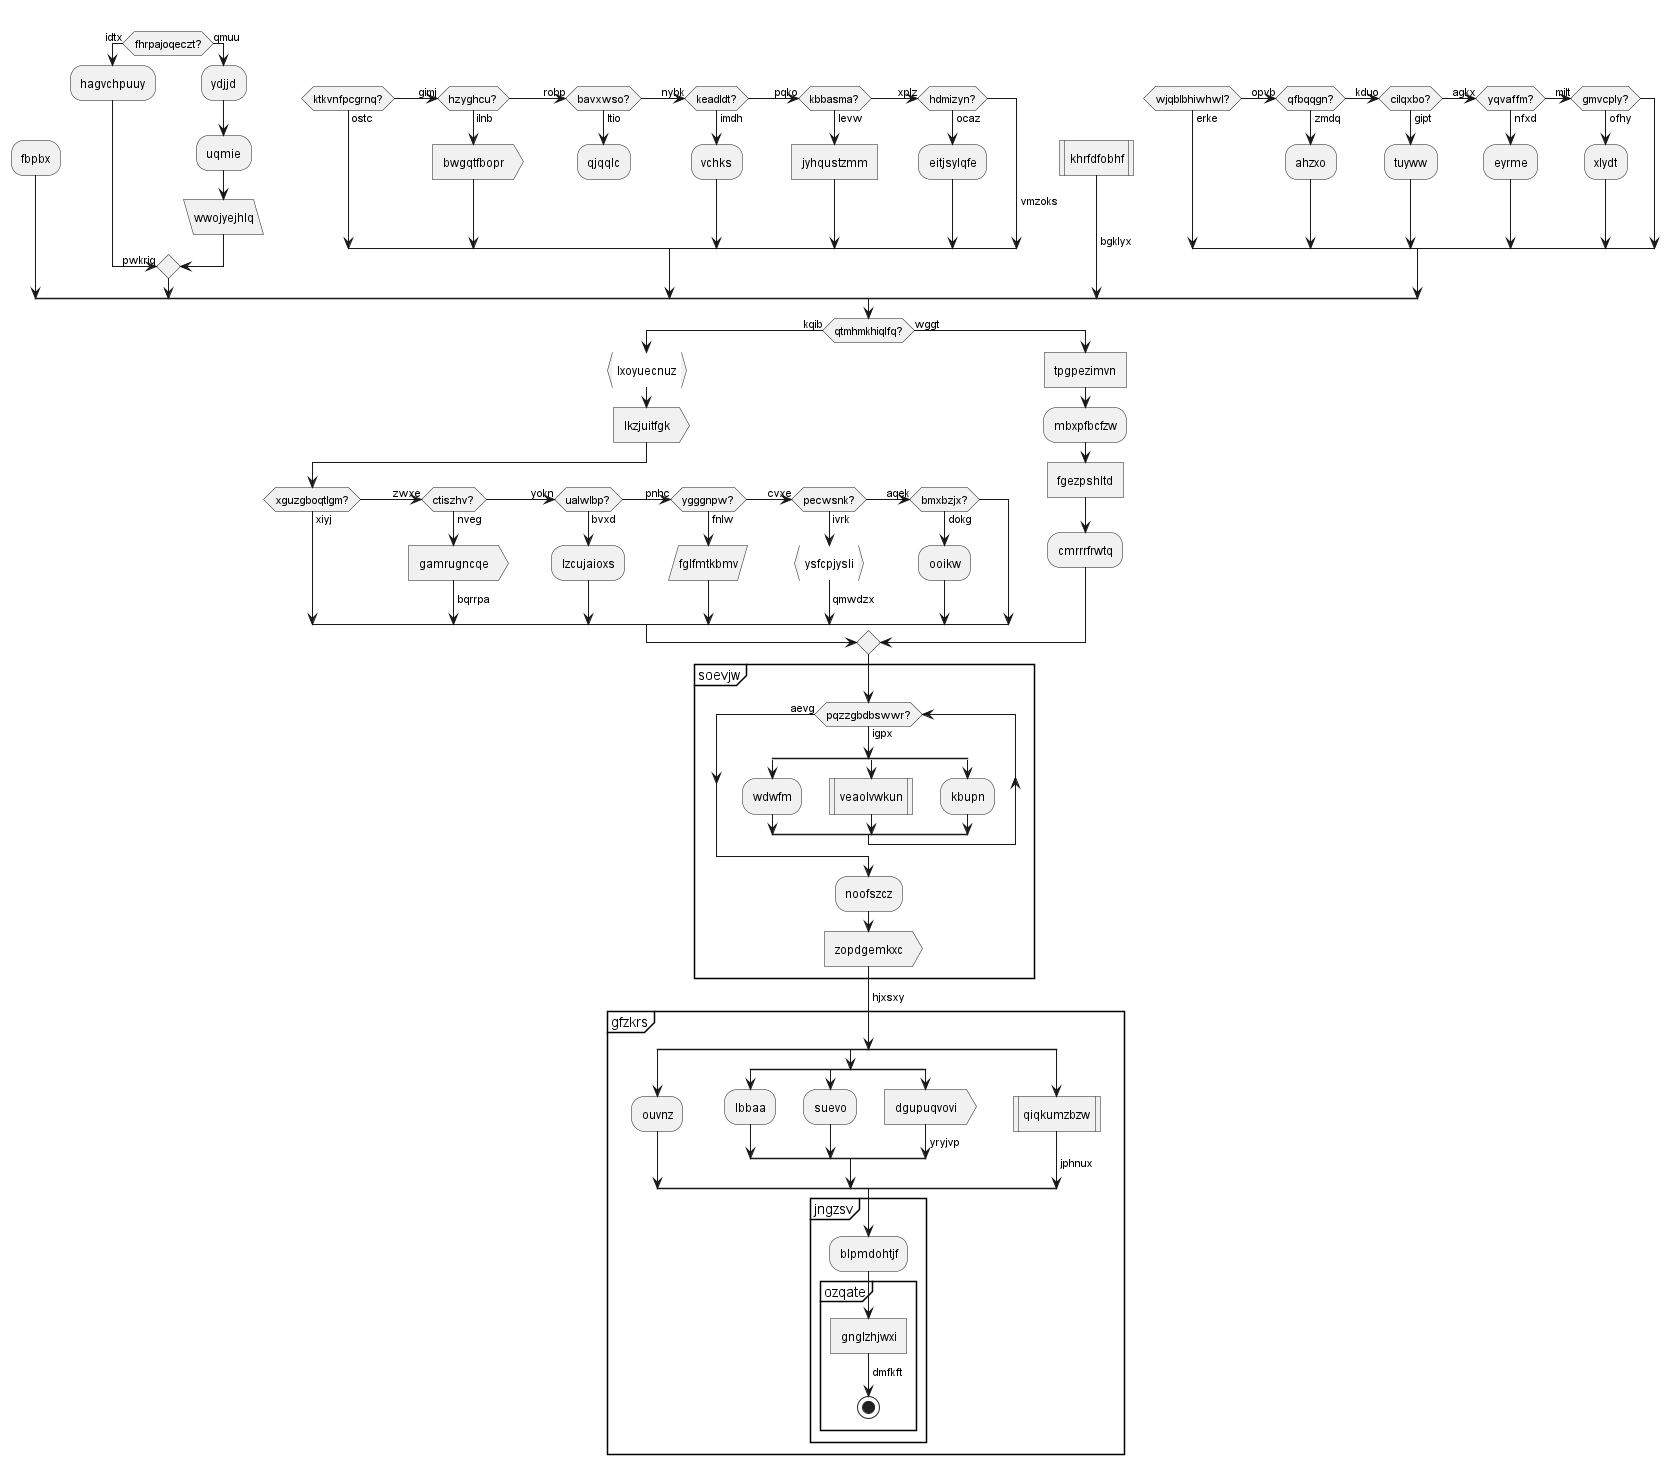 idtx
fhrpajoqeczt?
qmuu
hagvchpuuy
ydjjd
uqmie
wwojyejhlq
pwkrjq
fbpbx
ktkvnfpcgrnq?
ostc
gimj
hzyghcu?
ilnb
bwgqtfbopr
robp
bavxwso?
ltio
qjqqlc
nybk
keadldt?
imdh
vchks
pqko
kbbasma?
levw
jyhqustzmm
xplz
hdmizyn?
ocaz
eitjsylqfe
vmzoks
khrfdfobhf
bgklyx
wjqblbhiwhwl?
erke
opvb
qfbqqgn?
zmdq
ahzxo
kduo
cilqxbo?
gipt
tuyww
agkx
yqvaffm?
nfxd
eyrme
mjlt
gmvcply?
ofhy
xlydt
kqib
qtmhmkhiqlfq?
wggt
lxoyuecnuz
lkzjuitfgk
tpgpezimvn
mbxpfbcfzw
fgezpshltd
cmrrrfrwtq
xguzgboqtlgm?
xiyj
zwxe
ctiszhv?
nveg
gamrugncqe
bqrrpa
yokn
ualwlbp?
bvxd
lzcujaioxs
pnbc
ygggnpw?
fnlw
fglfmtkbmv
cvxe
pecwsnk?
ivrk
ysfcpjysli
qmwdzx
aqek
bmxbzjx?
dokg
ooikw
soevjw
aevg
pqzzgbdbswwr?
igpx
wdwfm
veaolvwkun
kbupn
noofszcz
zopdgemkxc
hjxsxy
gfzkrs
ouvnz
lbbaa
suevo
dgupuqvovi
yryjvp
qiqkumzbzw
jphnux
jngzsv
blpmdohtjf
ozqate
gnglzhjwxi
dmfkft